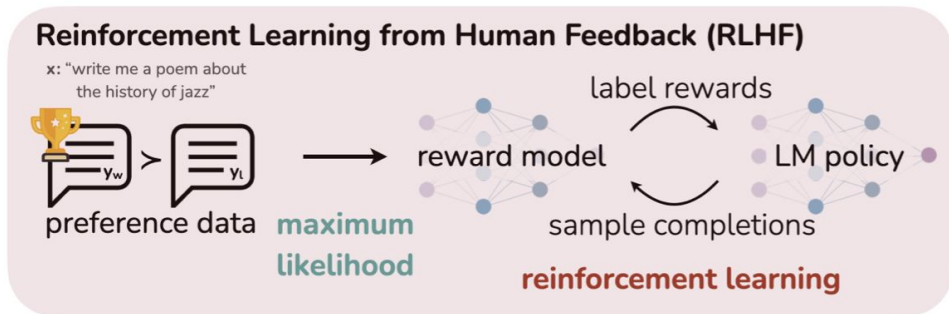 Reinforcement Learning from Human Feedback (RLHF)
x: “write me a poem about
the history of jazz”
label rewards
yw
≻
yl
reward model
LM policy
preference data
maximum
likelihood
sample completions
reinforcement learning